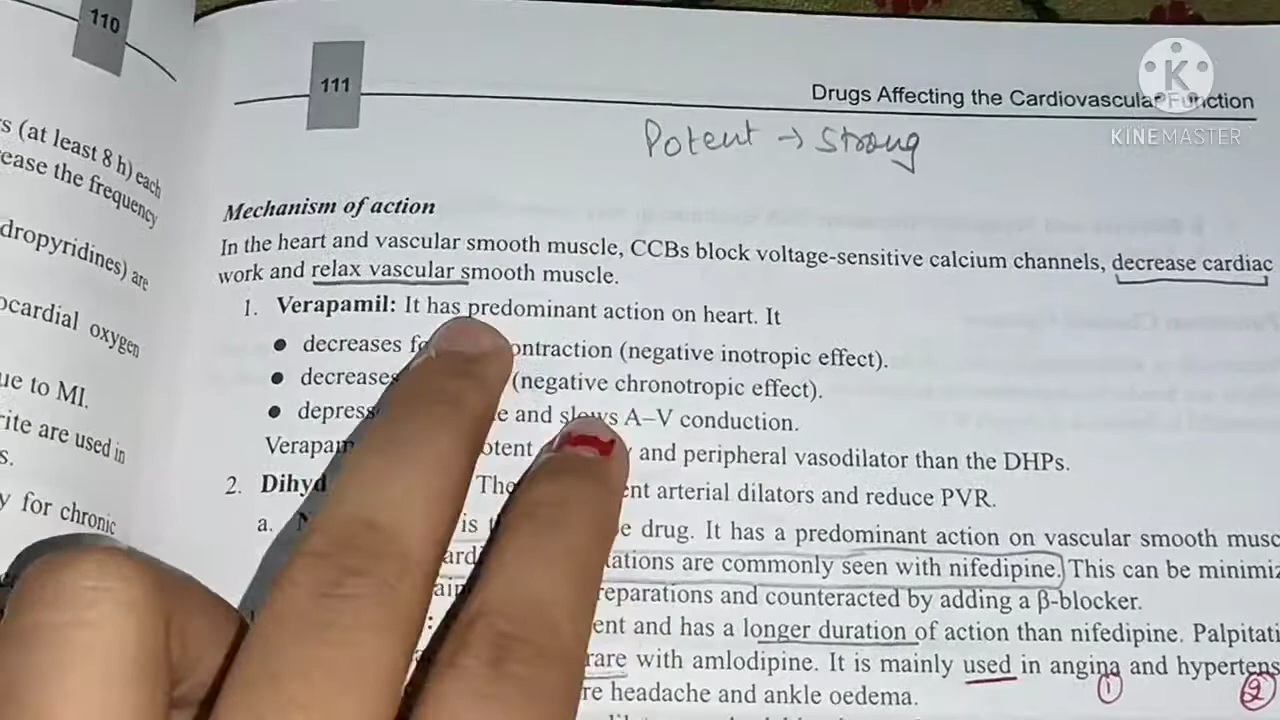 110
s (at least 8 h) each
ease the frequency
dropyridines) are
ocardial oxygen
ue to MI.
rite are used in
s.
y for chronic
111
Drugs Affecting the Cardiovascular Function
K
KINEMASTER
Potent → Strong
Mechanism of action
In the heart and vascular smooth muscle, CCBs block voltage-sensitive calcium channels, decrease cardiac
work and relax vascular smooth muscle.
1. Verapamil: It has predominant action on heart. It
● decreases ontraction (negative inotropic effect).
● decreases (negative chronotropic effect).
● depress e and slows A–V conduction.
Verapam otent and peripheral vasodilator than the DHPs.
2. Dihyd The ent arterial dilators and reduce PVR.
a. N is e drug. It has a predominant action on vascular smooth musc
ardi tations are commonly seen with nifedipine. This can be minimiz
reparations and counteracted by adding a β-blocker.
: ent and has a longer duration of action than nifedipine. Palpitati
rare with amlodipine. It is mainly used in angina and hypertens
① ②
re headache and ankle oedema.